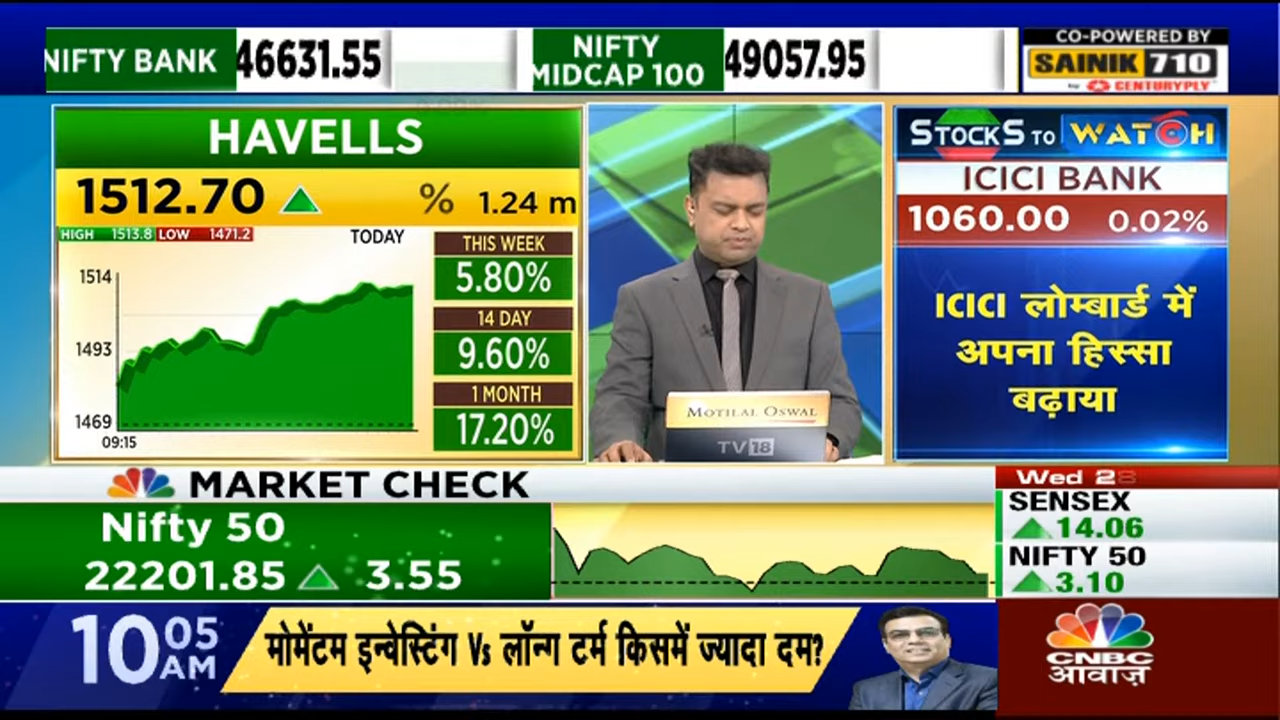 NIFTY BANK
46631.55
NIFTY
MIDCAP 100
49057.95
CO-POWERED BY
SAINIK 710
by CENTURYPLY
HAVELLS
1512.70 % 1.24 m
HIGH 1513.8 LOW 1471.2
TODAY
1514
1493
1469
09:15
THIS WEEK
5.80%
14 DAY
9.60%
1 MONTH
17.20%
MOTILAL OSWAL
TV18
STOCKS TO WATCH
ICICI BANK
1060.00 0.02%
ICICI लोम्बार्ड में
अपना हिस्सा
बढ़ाया
MARKET CHECK
Nifty 50
22201.85 3.55
Wed 28
SENSEX
14.06
NIFTY 50
3.10
10 05
AM
मोमेंटम इन्वेस्टिंग Vs लॉन्ग टर्म किसमें ज्यादा दम?
CNBC
आवाज़